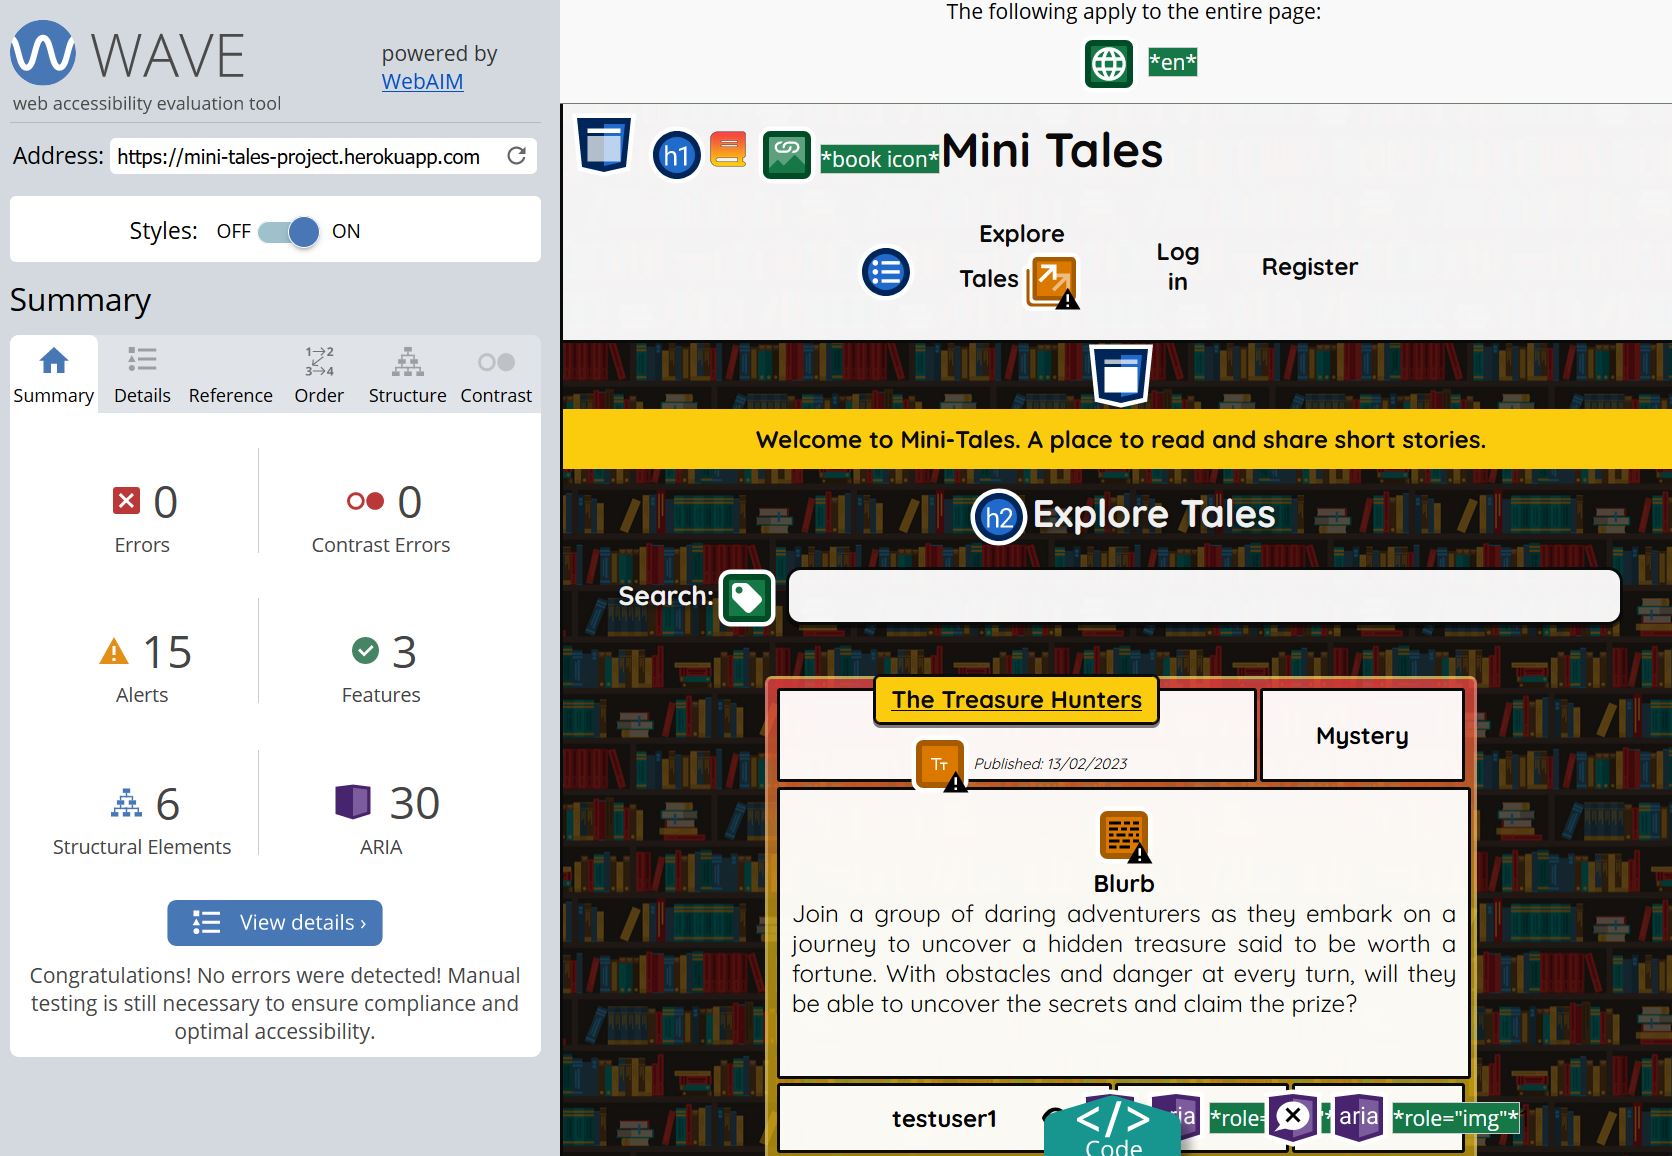 WAVE
powered by
WebAIM
web accessibility evaluation tool
Address: https://mini-tales-project.herokuapp.com
Styles: OFF ON
Summary
Summary Details Reference Order Structure Contrast
0
Errors
0
Contrast Errors
15
Alerts
3
Features
6
Structural Elements
30
ARIA
View details ›
Congratulations! No errors were detected! Manual
testing is still necessary to ensure compliance and
optimal accessibility.
The following apply to the entire page:
*en*
h1 *book icon* Mini Tales
Explore
Tales
Log
in
Register
Welcome to Mini-Tales. A place to read and share short stories.
h2 Explore Tales
Search:
The Treasure Hunters
Mystery
Published: 13/02/2023
Blurb
Join a group of daring adventurers as they embark on a
journey to uncover a hidden treasure said to be worth a
fortune. With obstacles and danger at every turn, will they
be able to uncover the secrets and claim the prize?
testuser1
aria *role="img"*
</>
Code